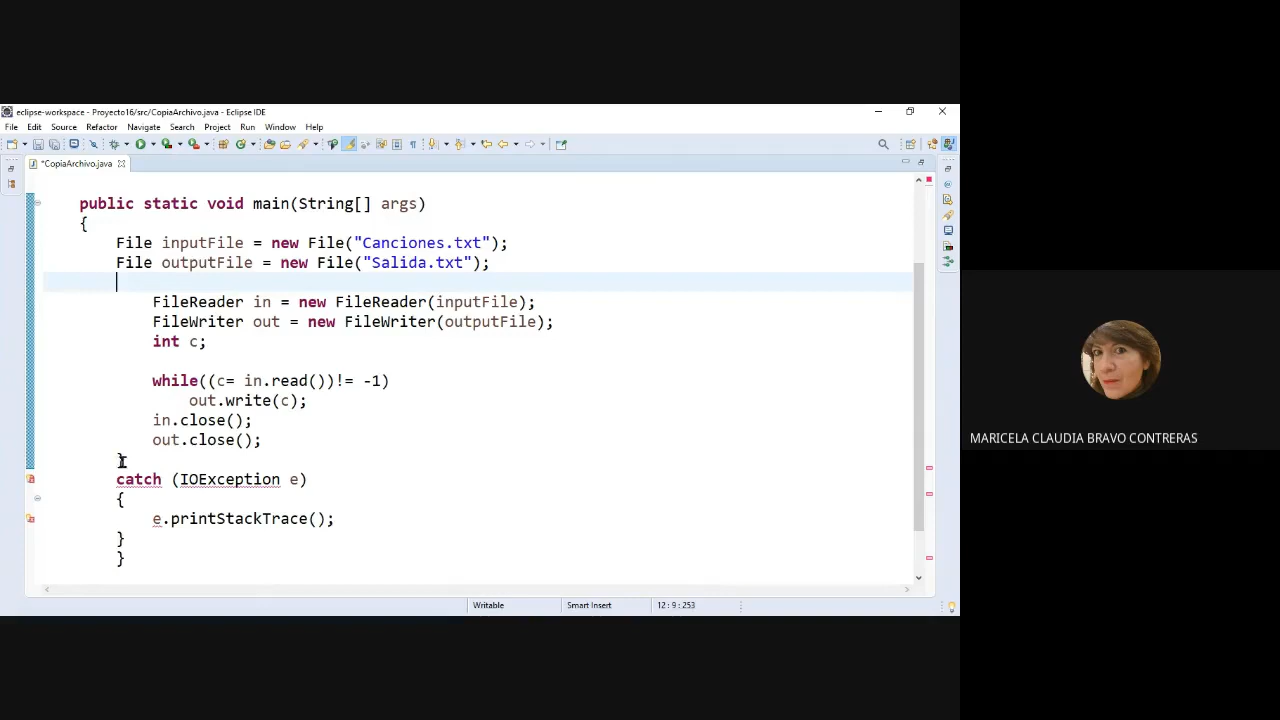 eclipse-workspace - Proyecto16/src/CopiaArchivo.java - Eclipse IDE
File Edit Source Refactor Navigate Search Project Run Window Help
*CopiaArchivo.java
public static void main(String[] args)
{
File inputFile = new File("Canciones.txt");
File outputFile = new File("Salida.txt");
FileReader in = new FileReader(inputFile);
FileWriter out = new FileWriter(outputFile);
int c;
while((c= in.read())!= -1)
out.write(c);
in.close();
out.close();
}
catch (IOException e)
{
e.printStackTrace();
}
}
Writable Smart Insert 12 : 9 : 253
MARICELA CLAUDIA BRAVO CONTRERAS